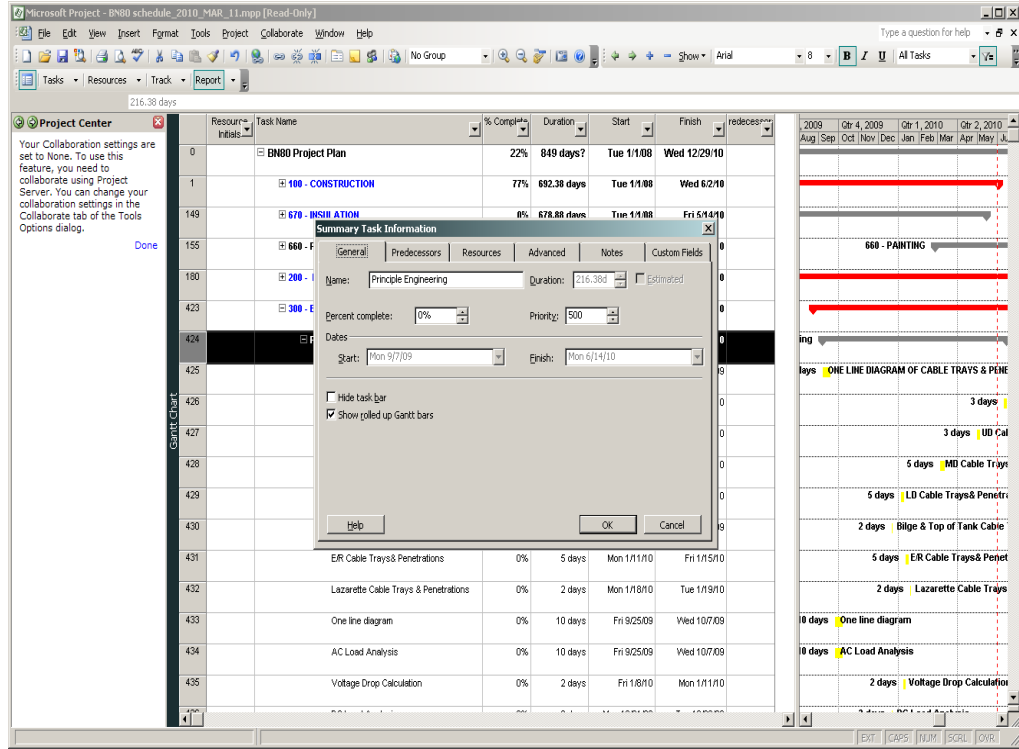 Microsoft Project - BN80 schedule_2010_MAR_11.mpp [Read-Only]
File Edit View Insert Format Tools Project Collaborate Window Help
Type a question for help
No Group Show Arial 8 B I U All Tasks
Tasks Resources Track Report
216.38 days
Project Center
Your Collaboration settings are
set to None. To use this
feature, you need to
collaborate using Project
Server. You can change your
collaboration settings in the
Collaborate tab of the Tools
Options dialog.
Done
Gantt Chart
Resource Initials Task Name % Complete Duration Start Finish redecessor
, 2009 Qtr 4, 2009 Qtr 1, 2010 Qtr 2, 2010
Aug Sep Oct Nov Dec Jan Feb Mar Apr May
0 BN80 Project Plan 22% 849 days? Tue 1/1/08 Wed 12/29/10
1 100 - CONSTRUCTION 77% 692.38 days Tue 1/1/08 Wed 6/2/10
149 670 - INSULATION 0% 678.88 days Tue 1/1/08 Fri 5/14/10
155 660 - 660 - PAINTING
180 200 -
423 300 -
424 ing
425 days ONE LINE DIAGRAM OF CABLE TRAYS & PENE
426 3 days
427 3 days UD Cal
428 5 days MD Cable Trays
429 5 days LD Cable Trays& Penetra
430 2 days Bilge & Top of Tank Cable
431 E/R Cable Trays& Penetrations 0% 5 days Mon 1/11/10 Fri 1/15/10 5 days E/R Cable Trays& Penet
432 Lazarette Cable Trays & Penetrations 0% 2 days Mon 1/18/10 Tue 1/19/10 2 days Lazarette Cable Trays
433 One line diagram 0% 10 days Fri 9/25/09 Wed 10/7/09 10 days One line diagram
434 AC Load Analysis 0% 10 days Fri 9/25/09 Wed 10/7/09 10 days AC Load Analysis
435 Voltage Drop Calculation 0% 2 days Fri 1/8/10 Mon 1/11/10 2 days Voltage Drop Calculation
Summary Task Information
General Predecessors Resources Advanced Notes Custom Fields
Name: Principle Engineering Duration: 216.38d Estimated
Percent complete: 0% Priority: 500
Dates
Start: Mon 9/7/09 Finish: Mon 6/14/10
Hide task bar
Show rolled up Gantt bars
Help OK Cancel
EXT CAPS NUM SCRL OVR